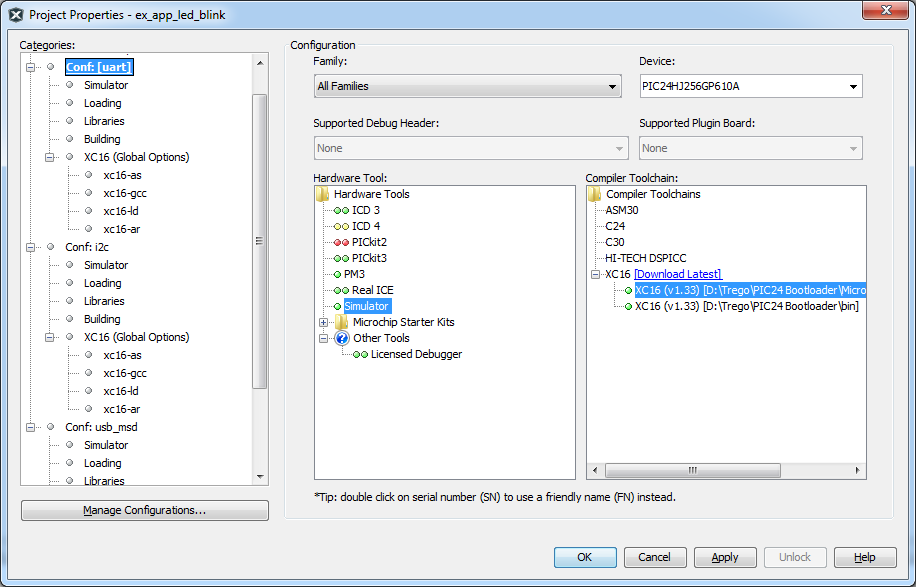 Project Properties - ex_app_led_blink
Categories:
Conf: [uart]
Simulator
Loading
Libraries
Building
XC16 (Global Options)
xc16-as
xc16-gcc
xc16-ld
xc16-ar
Conf: i2c
Simulator
Loading
Libraries
Building
XC16 (Global Options)
xc16-as
xc16-gcc
xc16-ld
xc16-ar
Conf: usb_msd
Simulator
Loading
Libraries
Manage Configurations...
Configuration
Family:
All Families
Device:
PIC24HJ256GP610A
Supported Debug Header:
None
Supported Plugin Board:
None
Hardware Tool:
Hardware Tools
ICD 3
ICD 4
PICkit2
PICkit3
PM3
Real ICE
Simulator
Microchip Starter Kits
Other Tools
Licensed Debugger
Compiler Toolchain:
Compiler Toolchains
ASM30
C24
C30
HI-TECH DSPICC
XC16 [Download Latest]
XC16 (v1.33) [D:\Trego\PIC24 Bootloader\Micro
XC16 (v1.33) [D:\Trego\PIC24 Bootloader\bin]
*Tip: double click on serial number (SN) to use a friendly name (FN) instead.
OK
Cancel
Apply
Unlock
Help